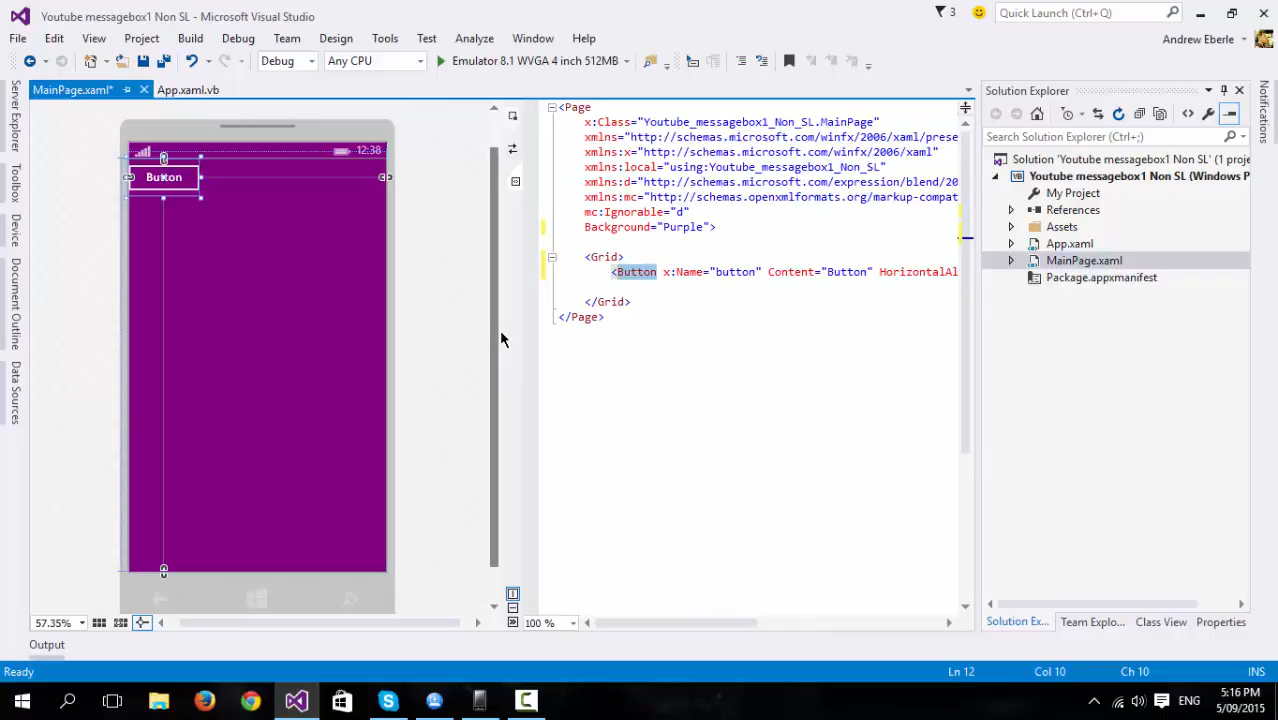 Youtube messagebox1 Non SL - Microsoft Visual Studio
3
Quick Launch (Ctrl+Q)
File Edit View Project Build Debug Team Design Tools Test Analyze Window Help
Andrew Eberle
Debug Any CPU Emulator 8.1 WVGA 4 inch 512MB
MainPage.xaml* App.xaml.vb
Solution Explorer
Search Solution Explorer (Ctrl+;)
Server Explorer
Toolbox
Device
Document Outline
Data Sources
12:38
Button
<Page
x:Class="Youtube_messagebox1_Non_SL.MainPage"
xmlns="http://schemas.microsoft.com/winfx/2006/xaml/prese
xmlns:x="http://schemas.microsoft.com/winfx/2006/xaml"
xmlns:local="using:Youtube_messagebox1_Non_SL"
xmlns:d="http://schemas.microsoft.com/expression/blend/20
xmlns:mc="http://schemas.openxmlformats.org/markup-compat
mc:Ignorable="d"
Background="Purple">
<Grid>
<Button x:Name="button" Content="Button" HorizontalAl
</Grid>
</Page>
Solution 'Youtube messagebox1 Non SL' (1 proje
Youtube messagebox1 Non SL (Windows P
My Project
References
Assets
App.xaml
MainPage.xaml
Package.appxmanifest
57.35%
100 %
Solution Ex... Team Explo... Class View Properties
Output
Ready
Ln 12 Col 10 Ch 10 INS
ENG
5:16 PM
5/09/2015